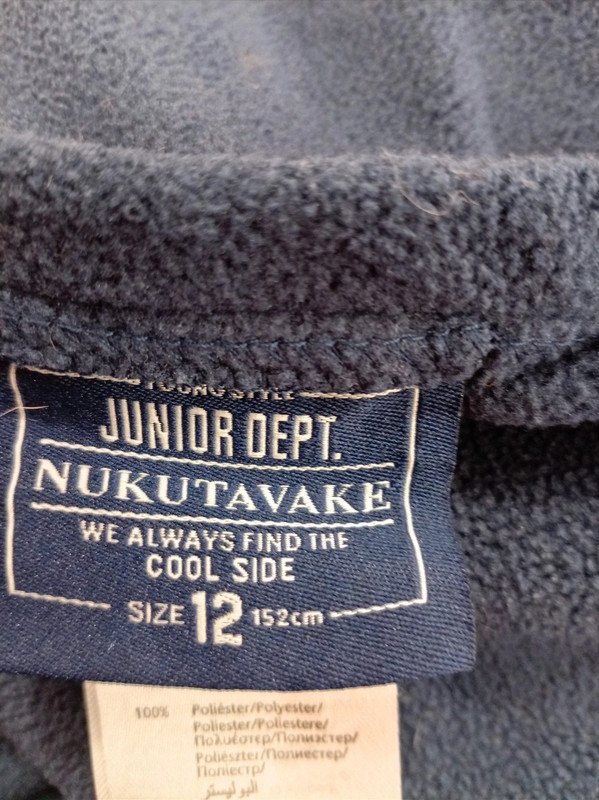 YOUNG STYLE
JUNIOR DEPT.
NUKUTAVAKE
WE ALWAYS FIND THE
COOL SIDE
SIZE 12 152cm
100% Poliéster/Polyester/
Poliester/Poliestere/
Πολυέστερ/Полиэстер/
Poliészter/Полиестер/
Поліестр/
البوليستر